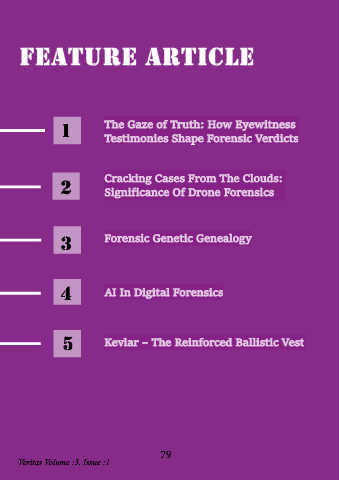 FEATURE ARTICLE
1
The Gaze of Truth: How Eyewitness
Testimonies Shape Forensic Verdicts
2
Cracking Cases From The Clouds:
Significance Of Drone Forensics
3
Forensic Genetic Genealogy
4
AI In Digital Forensics
5
Kevlar – The Reinforced Ballistic Vest
79
Veritas Volume :3, Issue :1